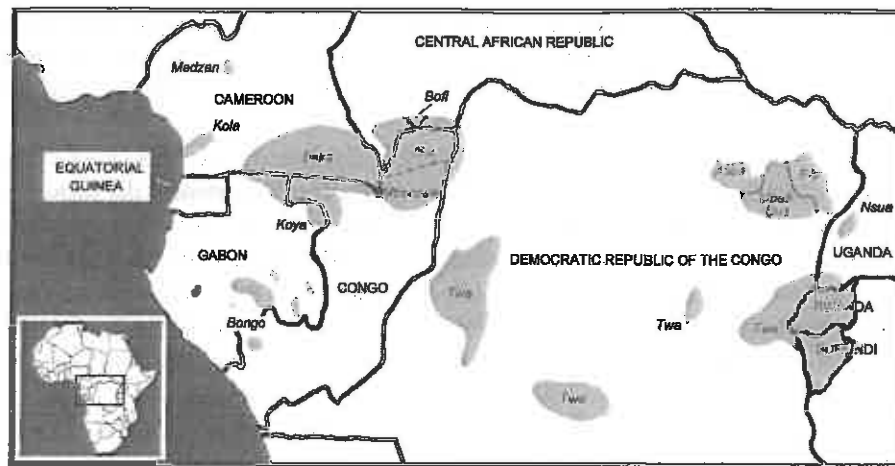 CENTRAL AFRICAN REPUBLIC
Medzan
CAMEROON
Bofi
Kola
EQUATORIAL
GUINEA
Koya
Nsua
UGANDA
GABON
DEMOCRATIC REPUBLIC OF THE CONGO
CONGO
Twa
Twa
Twa
Bongo
Twa